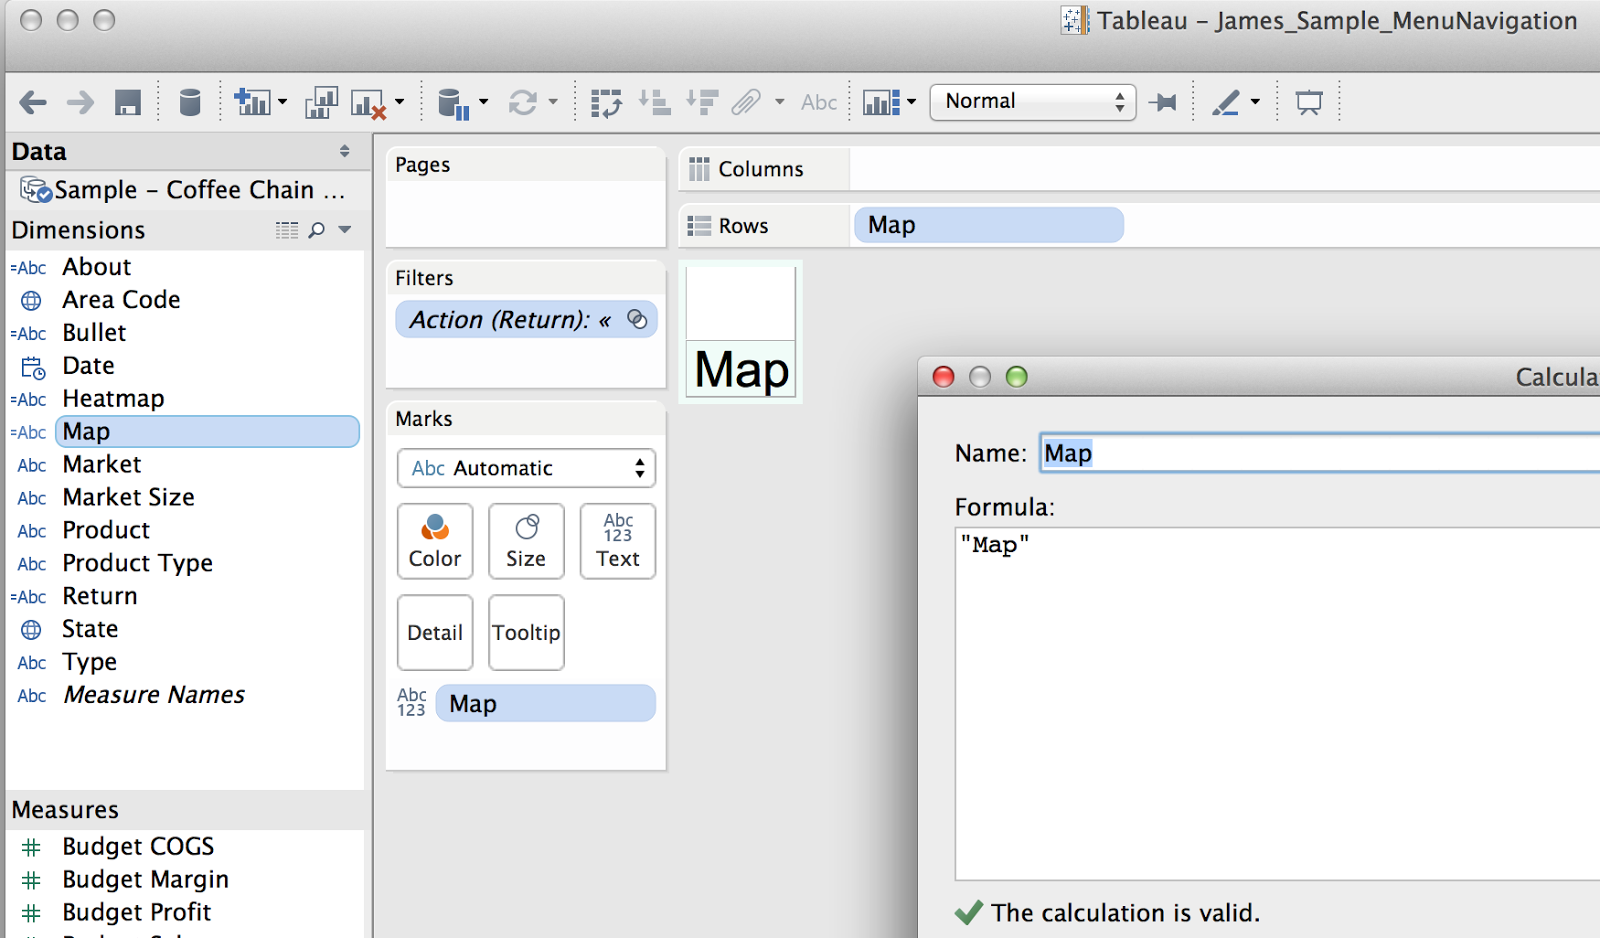 Tableau - James_Sample_MenuNavigation
Abc
Normal
Data
Sample - Coffee Chain ...
Dimensions
=Abc About
Area Code
=Abc Bullet
Date
=Abc Heatmap
=Abc Map
Abc Market
Abc Market Size
Abc Product
Abc Product Type
=Abc Return
State
Abc Type
Abc Measure Names
Measures
Budget COGS
Budget Margin
Budget Profit
Pages
Filters
Action (Return): «
Marks
Abc Automatic
Color
Size
Abc
123
Text
Detail
Tooltip
Abc
123
Map
Columns
Rows
Map
Map
Calcula
Name: Map
Formula:
"Map"
The calculation is valid.